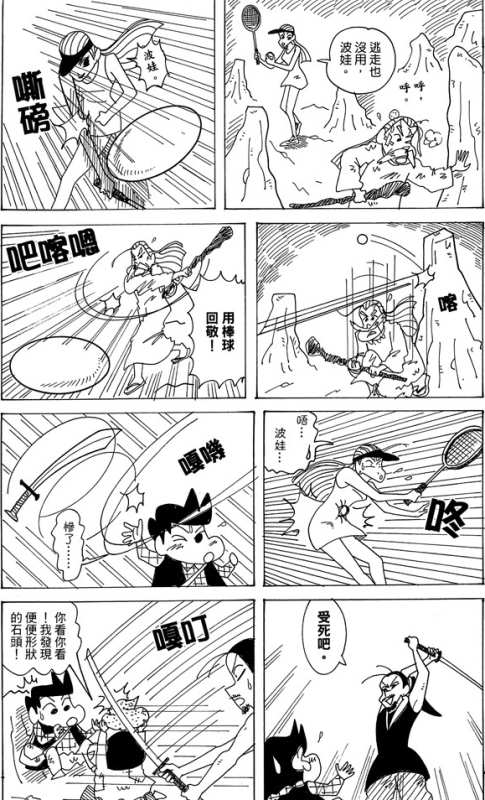 逃走也
沒用，
波娃。
呼。
呼。
波娃。
嘶
磅
喀
吧喀嗯
用棒球
回敬！
唔…
波娃…
咚
嘎嘰
慘了……
受死吧。
嘎叮
你看你看
！我發現
便便形狀
的石頭！